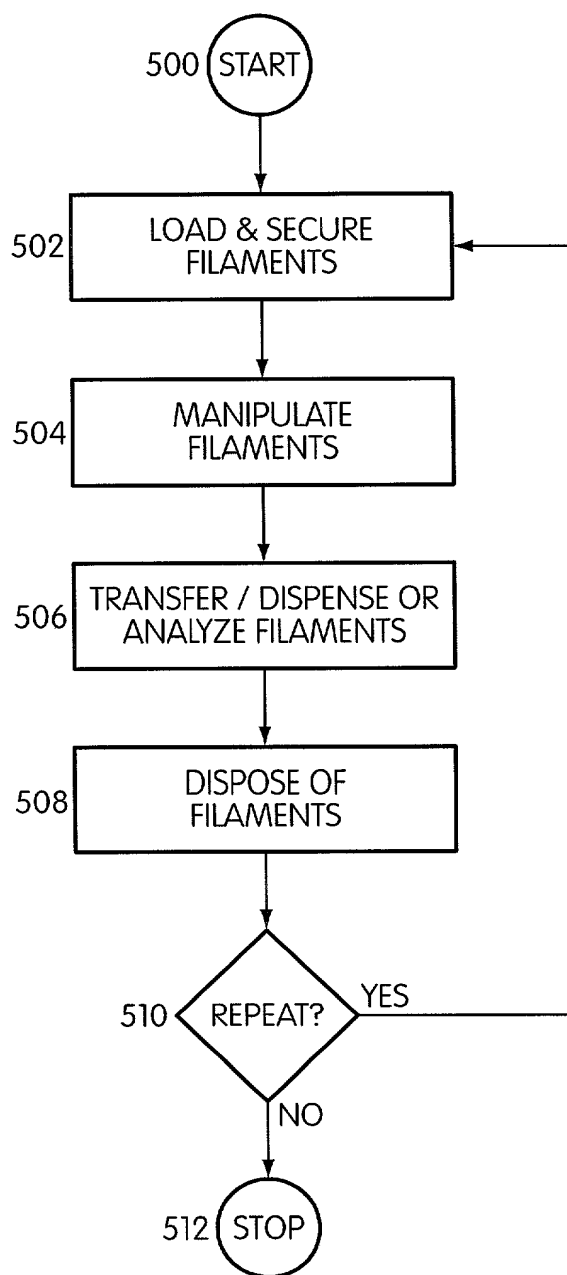 500 START
502
LOAD & SECURE
FILAMENTS
504
MANIPULATE
FILAMENTS
506
TRANSFER / DISPENSE OR
ANALYZE FILAMENTS
508
DISPOSE OF
FILAMENTS
510 REPEAT?
YES
NO
512 STOP